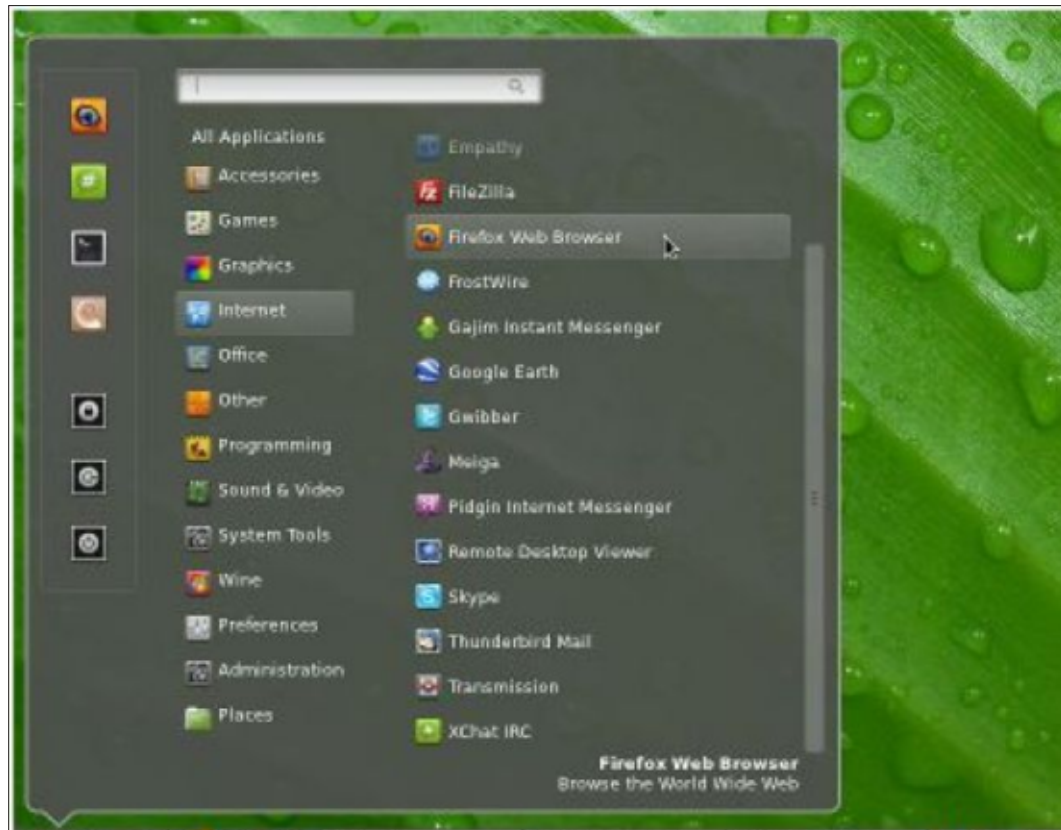 All Applications
Accessories
Games
Graphics
Internet
Office
Other
Programming
Sound & Video
System Tools
Wine
Preferences
Administration
Places
Empathy
FileZilla
Firefox Web Browser
FrostWire
Gajim Instant Messenger
Google Earth
Gwibber
Meiga
Pidgin Internet Messenger
Remote Desktop Viewer
Skype
Thunderbird Mail
Transmission
XChat IRC
Firefox Web Browser
Browse the World Wide Web